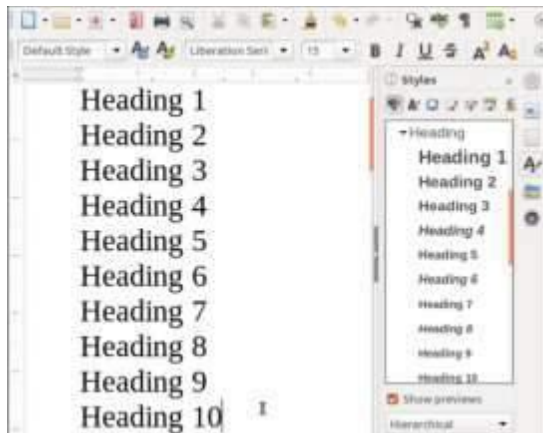 Default Style
Liberation Seri
15
B I U S A A
Styles
Heading 1
Heading 2
Heading 3
Heading 4
Heading 5
Heading 6
Heading 7
Heading 8
Heading 9
Heading 10
Heading
Heading 1
Heading 2
Heading 3
Heading 4
Heading 5
Heading 6
Heading 7
Heading 8
Heading 9
Heading 10
Show previews
Hierarchical